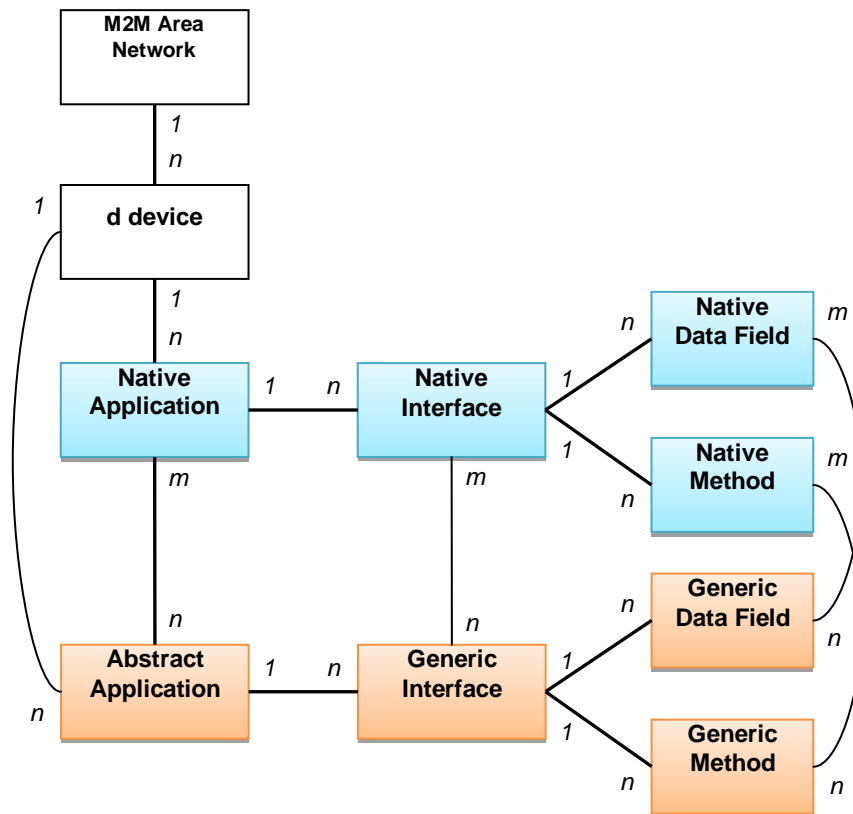 M2M Area
Network
1
n
1
d device
1
n
Native
Application
1
n
Native
Interface
1
1
n
n
Native
Data Field
m
Native
Method
m
m
n
m
n
Abstract
Application
n
1
n
Generic
Interface
1
1
n
n
Generic
Data Field
n
Generic
Method
n